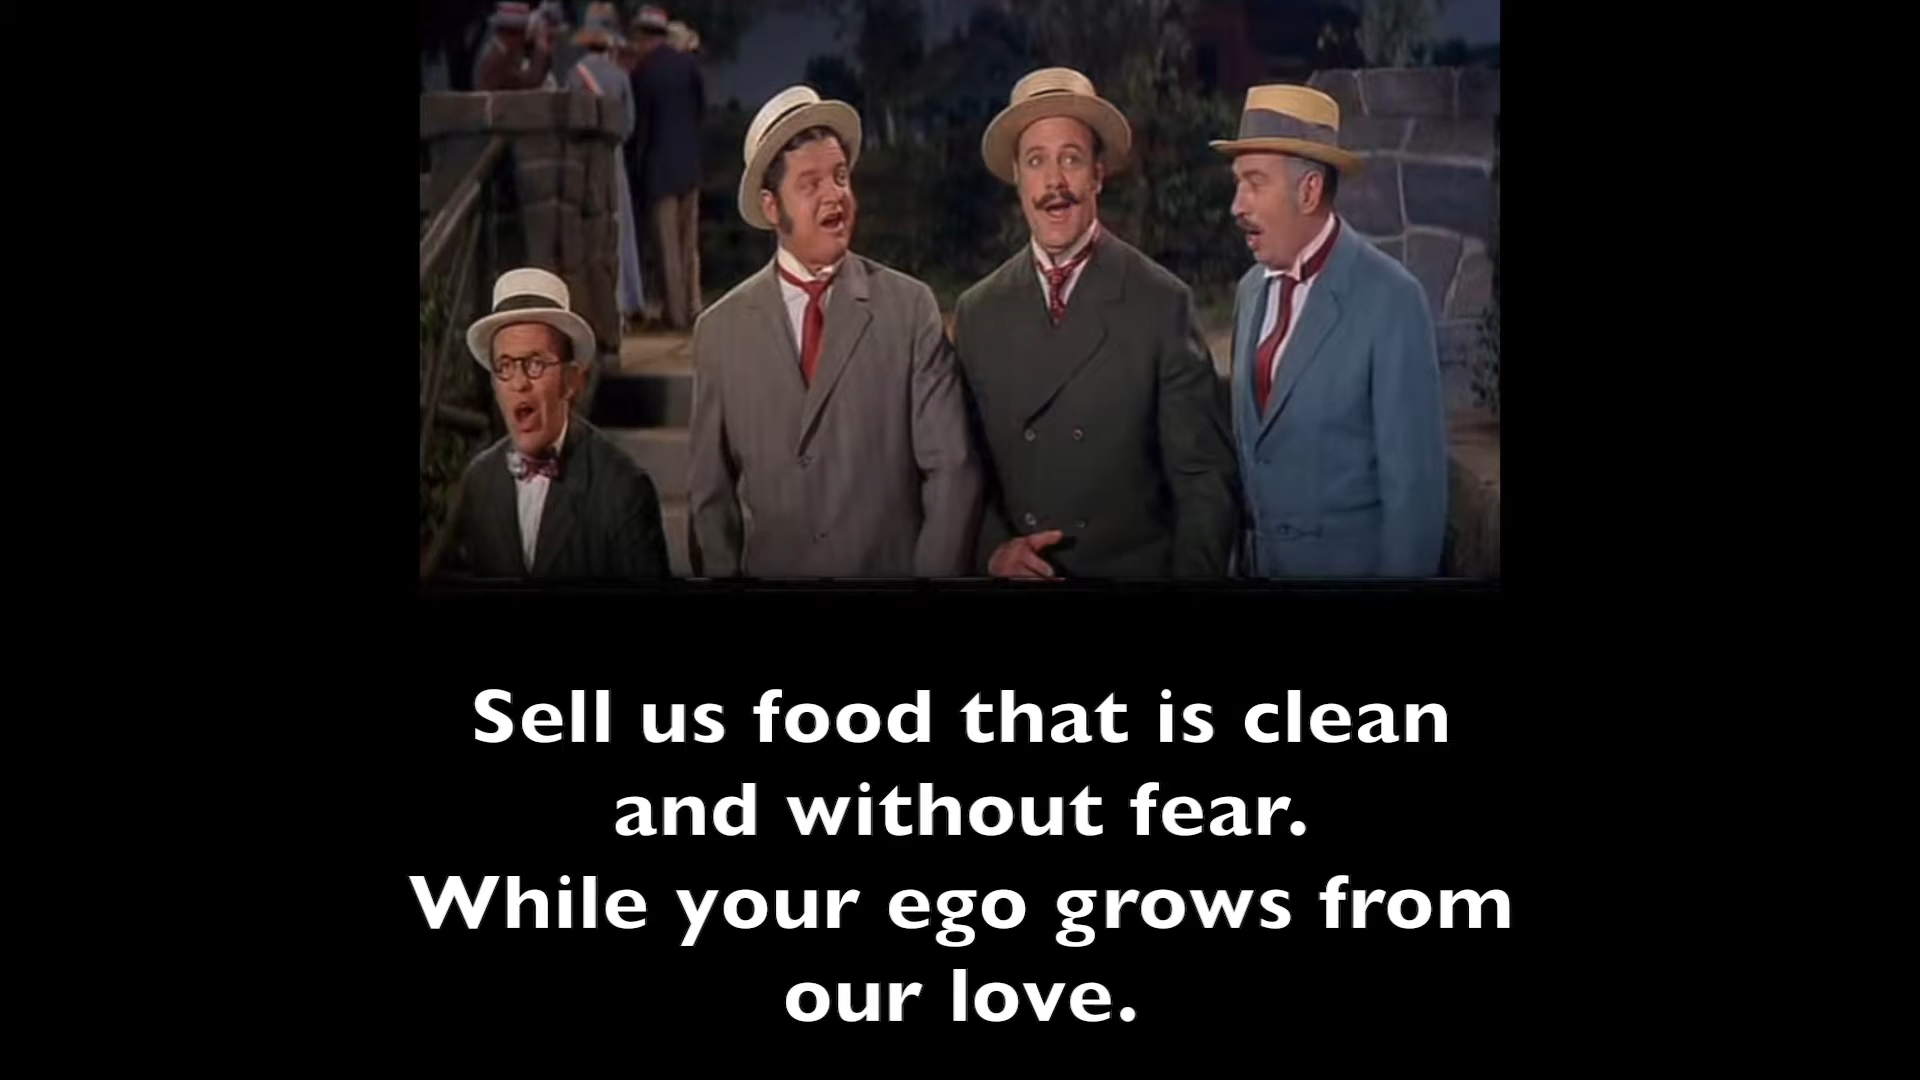 Sell us food that is clean
and without fear.
While your ego grows from
our love.